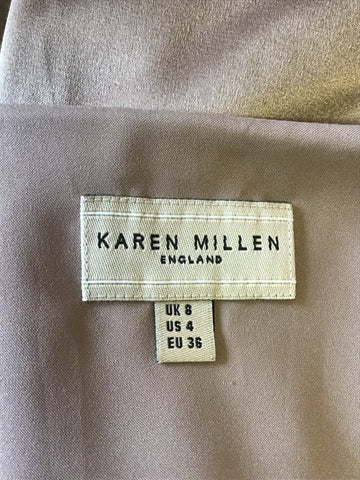 KAREN MILLEN
ENGLAND
UK 8
US 4
EU 36